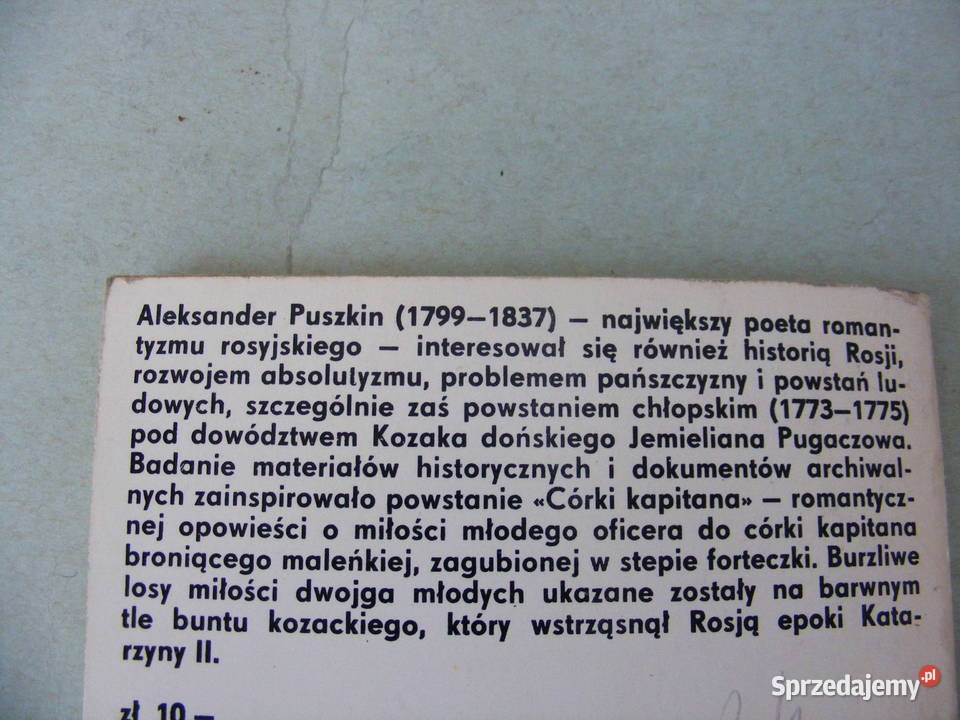 Aleksander Puszkin (1799—1837) — największy poeta roman-
tyzmu rosyjskiego — interesował się również historią Rosji,
rozwojem absolutyzmu, problemem pańszczyzny i powstań lu-
dowych, szczególnie zaś powstaniem chłopskim (1773—1775)
pod dowództwem Kozaka dońskiego Jemieliana Pugaczowa.
Badanie materiałów historycznych i dokumentów archiwal-
nych zainspirowało powstanie «Córki kapitana» — romantycz-
nej opowieści o miłości młodego oficera do córki kapitana
broniącego maleńkiej, zagubionej w stepie forteczki. Burzliwe
losy miłości dwojga młodych ukazane zostały na barwnym
tle buntu kozackiego, który wstrząsnął Rosją epoki Kata-
rzyny II.
zł 10.—
Sprzedajemy.pl